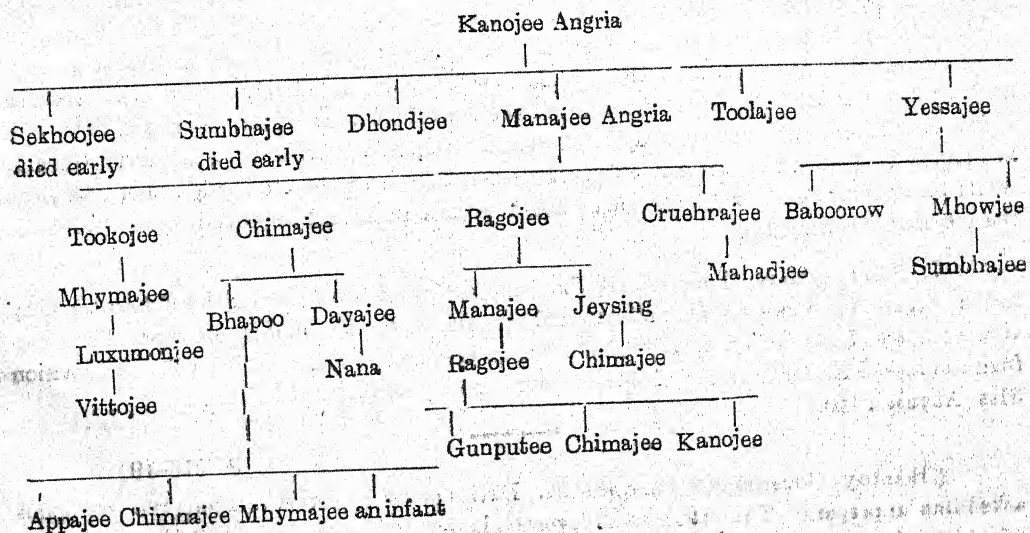 Kanojee Angria
Sekhoojee Sumbhajee Dhondjee Manajee Angria Toolajee Yessajee
died early died early
Tookojee Chimajee Ragojee Cruehnajee Baboorow Mhowjee
Mhymajee Bhapoo Dayajee Manajee Jeysing Mahadjee Sumbhajee
Luxumonjee Nana Ragojee Chimajee
Vittojee
Gunputee Chimajee Kanojee
Appajee Chimnajee Mhymajee an infant